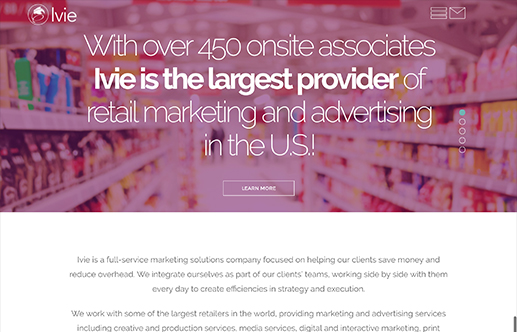 Ivie
With over 450 onsite associates
Ivie is the largest provider of
retail marketing and advertising
in the U.S.!
LEARN MORE
Ivie is a full-service marketing solutions company focused on helping our clients save money and
reduce overhead. We integrate ourselves as part of our clients' teams, working side by side with them
every day to create efficiencies in strategy and execution.
We work with some of the largest retailers in the world, providing marketing and advertising services
including creative and production services, media services, digital and interactive marketing, print